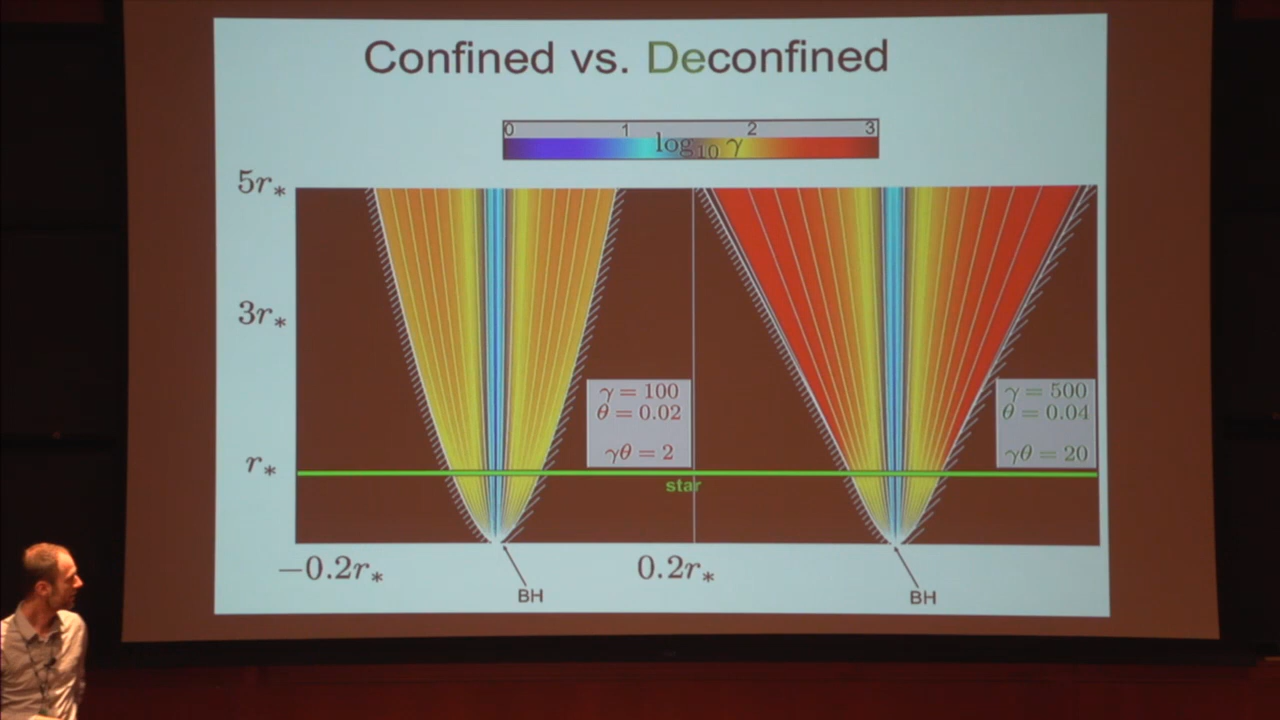 Confined vs. Deconfined
0 1 2 3
log₁₀ γ
5r*
3r*
γ = 100
θ = 0.02
γθ = 2
γ = 500
θ = 0.04
γθ = 20
r*
star
−0.2r*
0.2r*
BH
BH